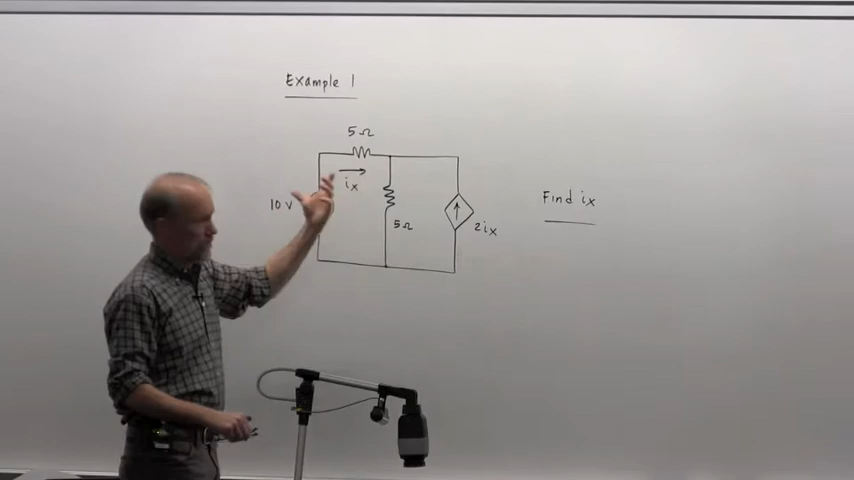 Example 1
5 Ω
ix
10 V
5 Ω
2ix
Find ix